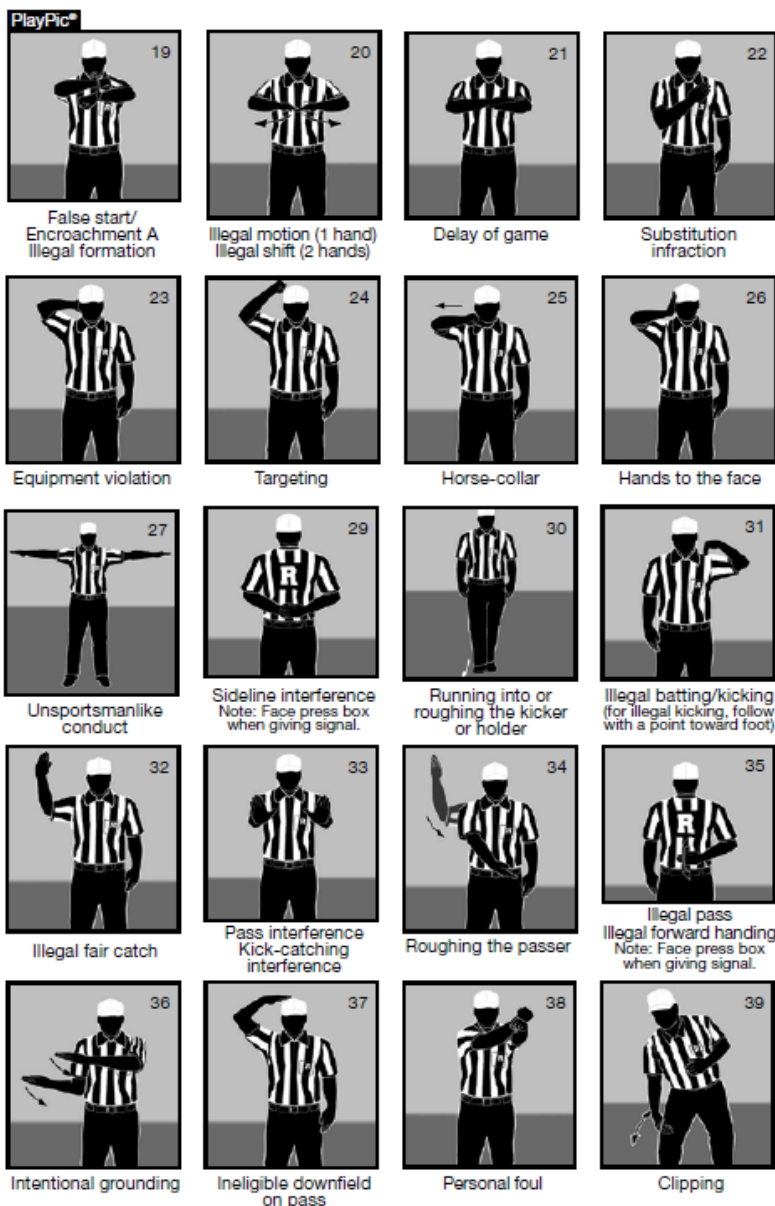 PlayPic®
19
20
21
22
False start/
Encroachment A
Illegal formation
Illegal motion (1 hand)
Illegal shift (2 hands)
Delay of game
Substitution
infraction
23
24
25
26
Equipment violation
Targeting
Horse-collar
Hands to the face
27
29
30
31
R
Unsportsmanlike
conduct
Sideline interference
Note: Face press box
when giving signal.
Running into or
roughing the kicker
or holder
Illegal batting/kicking
(for illegal kicking, follow
with a point toward foot)
32
33
34
35
R
Illegal fair catch
Pass interference
Kick-catching
interference
Roughing the passer
Illegal pass
Illegal forward handing
Note: Face press box
when giving signal.
36
37
38
39
Intentional grounding
Ineligible downfield
on pass
Personal foul
Clipping